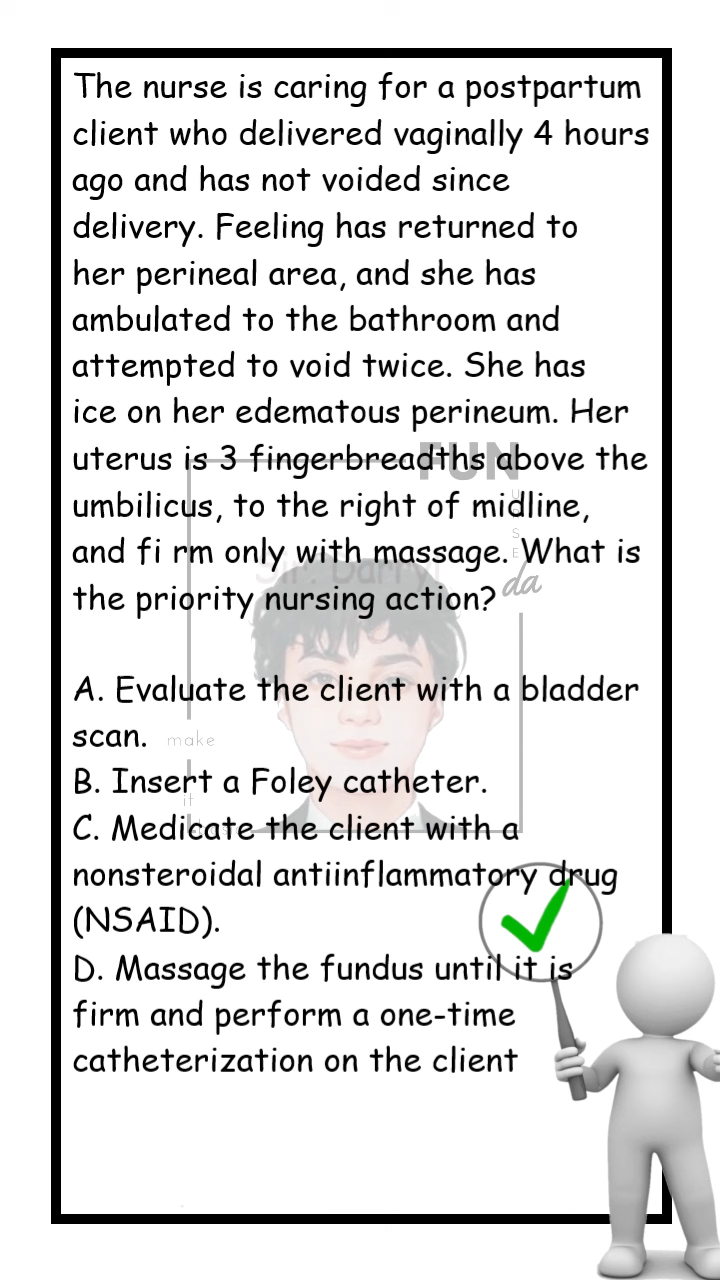 The nurse is caring for a postpartum
client who delivered vaginally 4 hours
ago and has not voided since
delivery. Feeling has returned to
her perineal area, and she has
ambulated to the bathroom and
attempted to void twice. She has
ice on her edematous perineum. Her
uterus is 3 fingerbreadths above the
umbilicus, to the right of midline,
and fi rm only with massage. What is
the priority nursing action?
FUN
da
A. Evaluate the client with a bladder
scan.
make
it
B. Insert a Foley catheter.
C. Medicate the client with a
nonsteroidal antiinflammatory drug
(NSAID).
D. Massage the fundus until it is
firm and perform a one-time
catheterization on the client